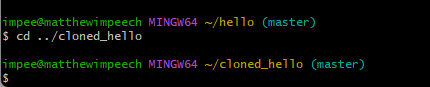 impee@matthewimpeech MINGW64 ~/hello (master)
$ cd ../cloned_hello
impee@matthewimpeech MINGW64 ~/cloned_hello (master)
$